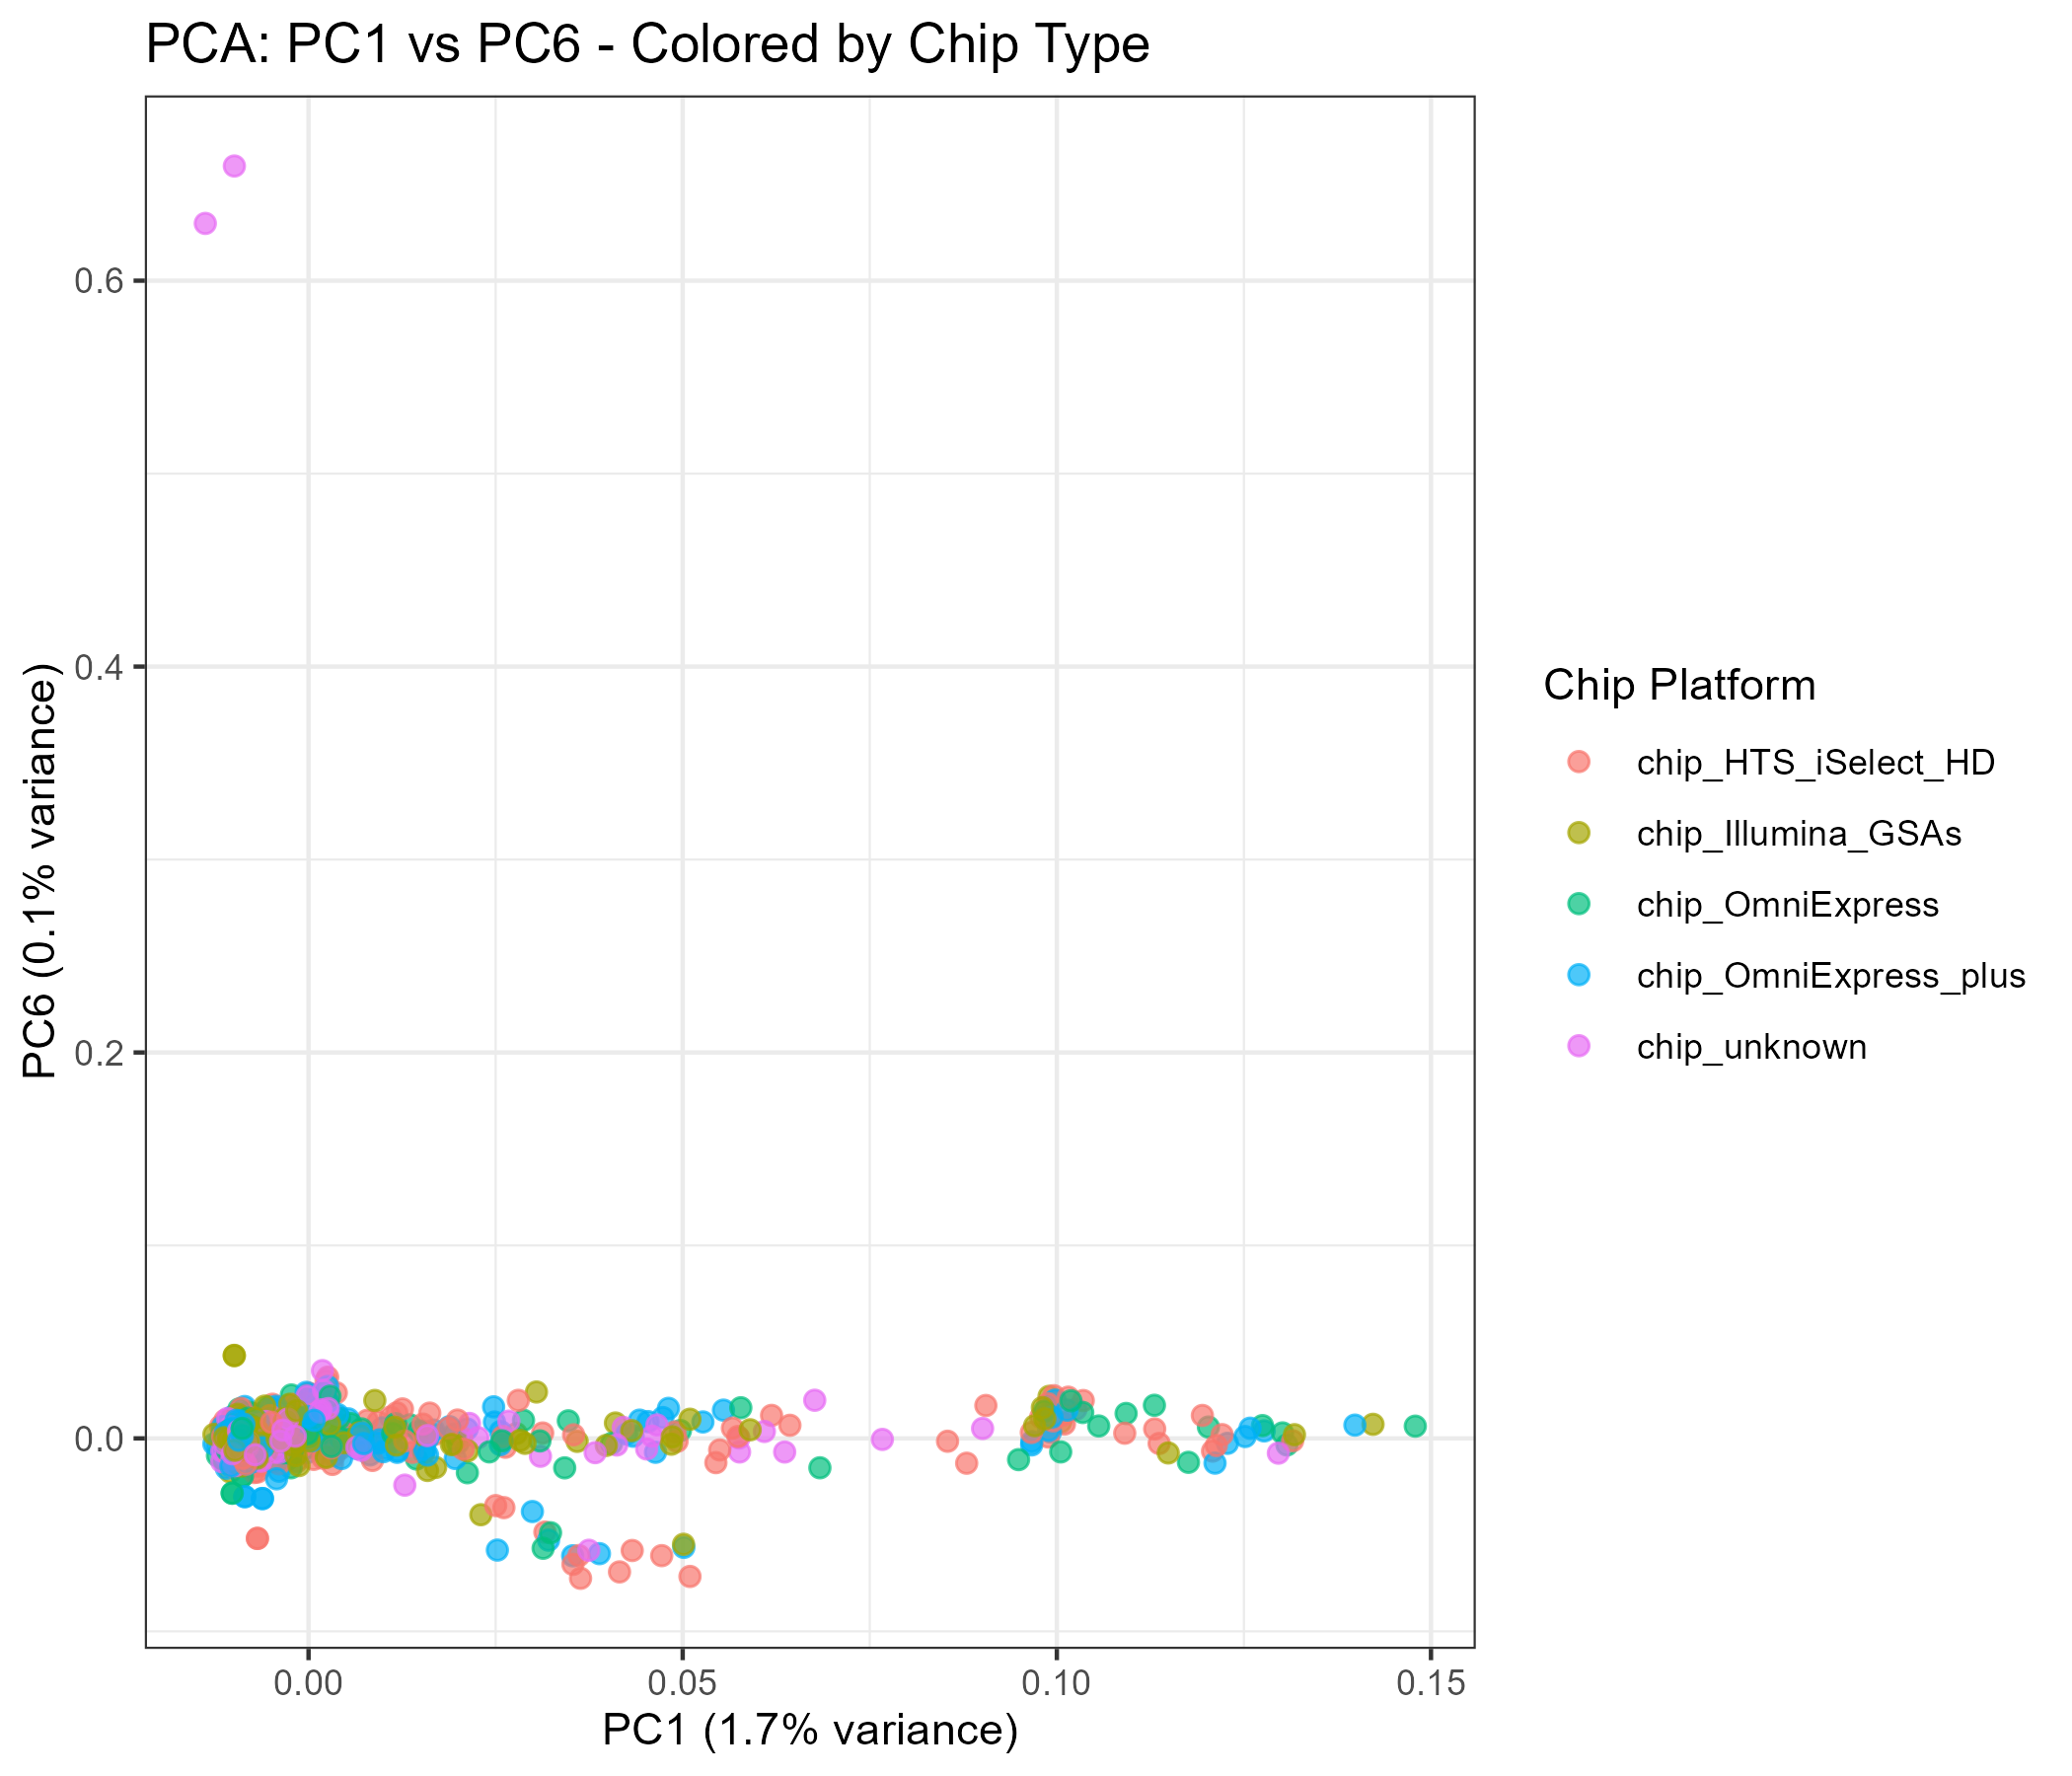 PCA: PC1 vs PC6 - Colored by Chip Type
PC6 (0.1% variance)
0.6
0.4
0.2
0.0
0.00
0.05
0.10
0.15
PC1 (1.7% variance)
Chip Platform
chip_HTS_iSelect_HD
chip_Illumina_GSAs
chip_OmniExpress
chip_OmniExpress_plus
chip_unknown